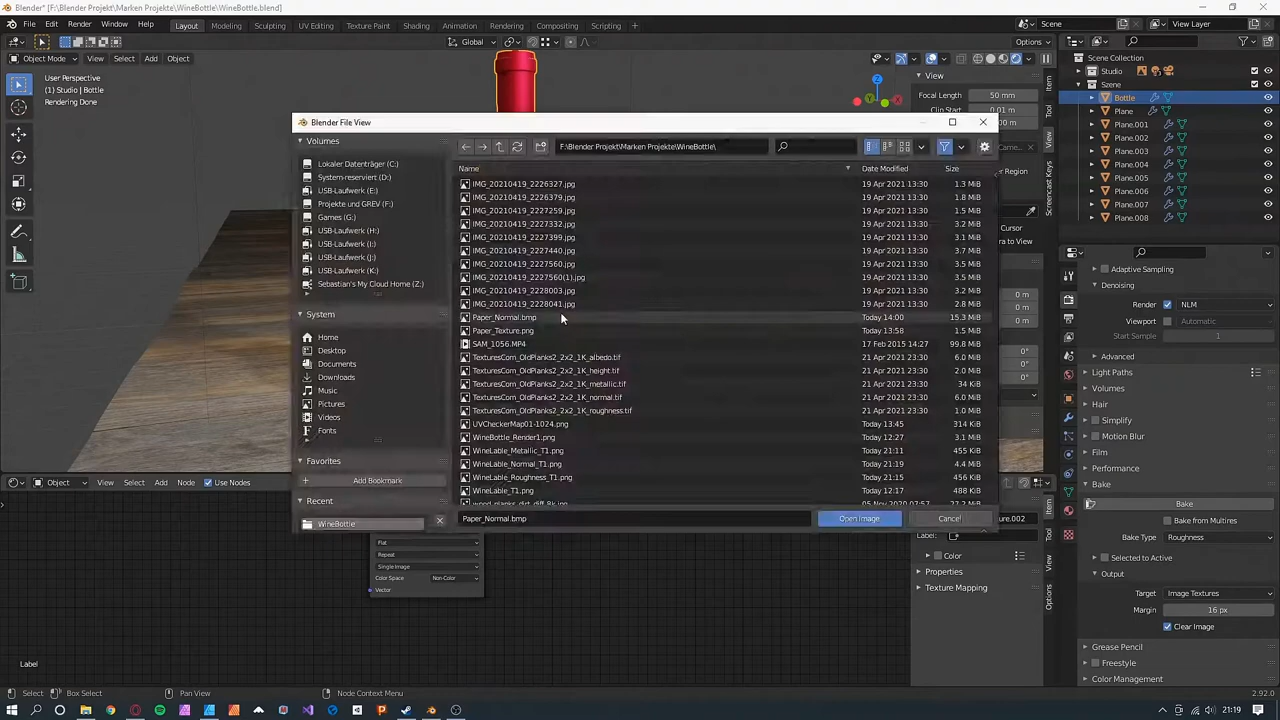 Blender* [F:\Blender Projekt\Marken Projekte\WineBottle\WineBottle.blend]
File Edit Render Window Help Layout Modeling Sculpting UV Editing Texture Paint Shading Animation Rendering Compositing Scripting + Scene View Layer
Global Options
Object Mode View Select Add Object
User Perspective
(1) Studio | Bottle
Rendering Done
View
Focal Length 50 mm
Clip Start 0.01 m
Item
Tool
View
Screencast Keys
Scene Collection
Studio
Szene
Bottle
Plane
Plane.001
Plane.002
Plane.003
Plane.004
Plane.005
Plane.006
Plane.007
Plane.008
Blender File View
Volumes
Lokaler Datenträger (C:)
System-reserviert (D:)
USB-Laufwerk (E:)
Projekte und GREV (F:)
Games (G:)
USB-Laufwerk (H:)
USB-Laufwerk (I:)
USB-Laufwerk (J:)
USB-Laufwerk (K:)
Sebastian's My Cloud Home (Z:)
System
Home
Desktop
Documents
Downloads
Music
Pictures
Videos
Fonts
Favorites
+ Add Bookmark
Recent
WineBottle
F:\Blender Projekt\Marken Projekte\WineBottle\
Name Date Modified Size
IMG_20210419_2226327.jpg 19 Apr 2021 13:30 1.3 MiB
IMG_20210419_2226379.jpg 19 Apr 2021 13:30 1.8 MiB
IMG_20210419_2227259.jpg 19 Apr 2021 13:30 1.5 MiB
IMG_20210419_2227332.jpg 19 Apr 2021 13:30 3.2 MiB
IMG_20210419_2227399.jpg 19 Apr 2021 13:30 3.1 MiB
IMG_20210419_2227440.jpg 19 Apr 2021 13:30 3.7 MiB
IMG_20210419_2227560.jpg 19 Apr 2021 13:30 3.5 MiB
IMG_20210419_2227560(1).jpg 19 Apr 2021 13:30 3.5 MiB
IMG_20210419_2228003.jpg 19 Apr 2021 13:30 3.2 MiB
IMG_20210419_2228041.jpg 19 Apr 2021 13:30 2.8 MiB
Paper_Normal.bmp Today 14:00 15.3 MiB
Paper_Texture.png Today 13:58 1.5 MiB
SAM_1056.MP4 17 Feb 2015 14:27 99.8 MiB
TexturesCom_OldPlanks2_2x2_1K_albedo.tif 21 Apr 2021 23:30 6.0 MiB
TexturesCom_OldPlanks2_2x2_1K_height.tif 21 Apr 2021 23:30 2.0 MiB
TexturesCom_OldPlanks2_2x2_1K_metallic.tif 21 Apr 2021 23:30 34 KiB
TexturesCom_OldPlanks2_2x2_1K_normal.tif 21 Apr 2021 23:30 6.0 MiB
TexturesCom_OldPlanks2_2x2_1K_roughness.tif 21 Apr 2021 23:30 1.0 MiB
UVCheckerMap01-1024.png Today 13:45 314 KiB
WineBottle_Render1.png Today 12:27 3.1 MiB
WineLable_Metallic_T1.png Today 21:11 455 KiB
WineLable_Normal_T1.png Today 21:19 4.4 MiB
WineLable_Roughness_T1.png Today 21:15 456 KiB
WineLable_T1.png Today 12:17 488 KiB
Paper_Normal.bmp Open Image Cancel
Adaptive Sampling
Denoising
Render NLM
Viewport Automatic
Start Sample 1
Advanced
Light Paths
Volumes
Hair
Simplify
Motion Blur
Film
Performance
Bake
Bake
Bake from Multires
Bake Type Roughness
Selected to Active
Output
Target Image Textures
Margin 16 px
Clear Image
Grease Pencil
Freestyle
Color Management
Object View Select Add Node Use Nodes
Flat
Repeat
Single Image
Color Space Non-Color
Vector
Label:
Color
Properties
Texture Mapping
Item
Tool
View
Options
Label
Select Box Select Pan View Node Context Menu 2.92.0
21:19